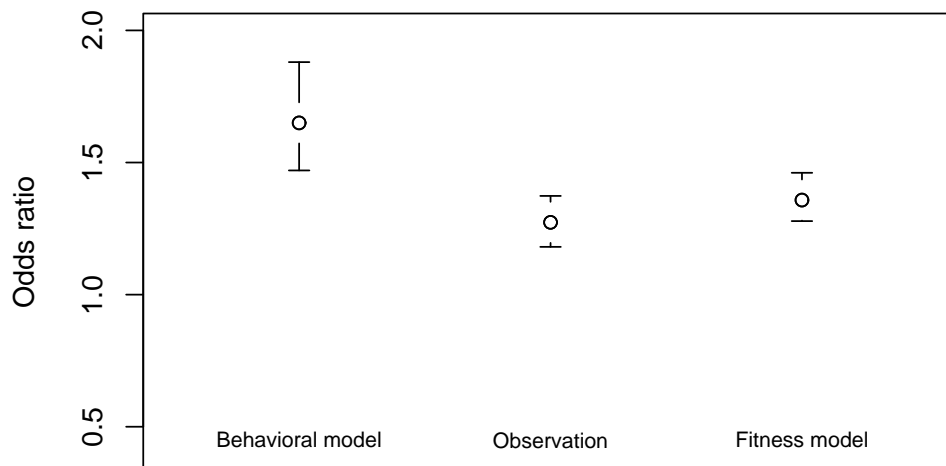 2.0
1.5
1.0
0.5
Odds ratio
Behavioral model
Observation
Fitness model